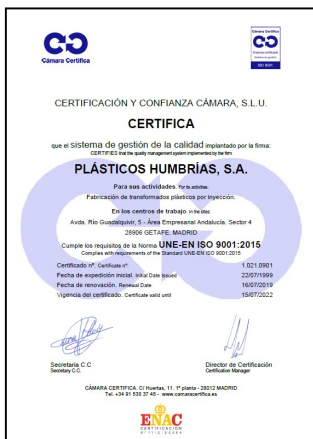 Cámara Certifica
Cámara Certifica
ISO 9001
CERTIFICACIÓN Y CONFIANZA CÁMARA, S.L.U.
CERTIFICA
que el sistema de gestión de la calidad implantado por la firma:
CERTIFIES that the quality management system implemented by the firm
PLÁSTICOS HUMBRÍAS, S.A.
Para sus actividades. For its activities:
Fabricación de transformados plásticos por inyección.
En los centros de trabajo. In the sites:
Avda. Río Guadalquivir, 5 - Área Empresarial Andalucía. Sector 4
28906 GETAFE. MADRID
Cumple los requisitos de la Norma UNE-EN ISO 9001:2015
Complies with requirements of the Standard UNE-EN ISO 9001:2015
Certificado nº. Certificate nº: 1.021.0901
Fecha de expedición inicial. Initial Date Issued 22/07/1999
Fecha de renovación. Renewal Date 16/07/2019
Vigencia del certificado. Certificate valid until 15/07/2022
Secretaria C.C Director de Certificación
Secretary C.C. Certification Manager
CÁMARA CERTIFICA. C/ Huertas, 11. 1ª planta - 28012 MADRID
Tel. +34 91 538 37 48 - www.camaracertifica.es
ENAC
CERTIFICACIÓN